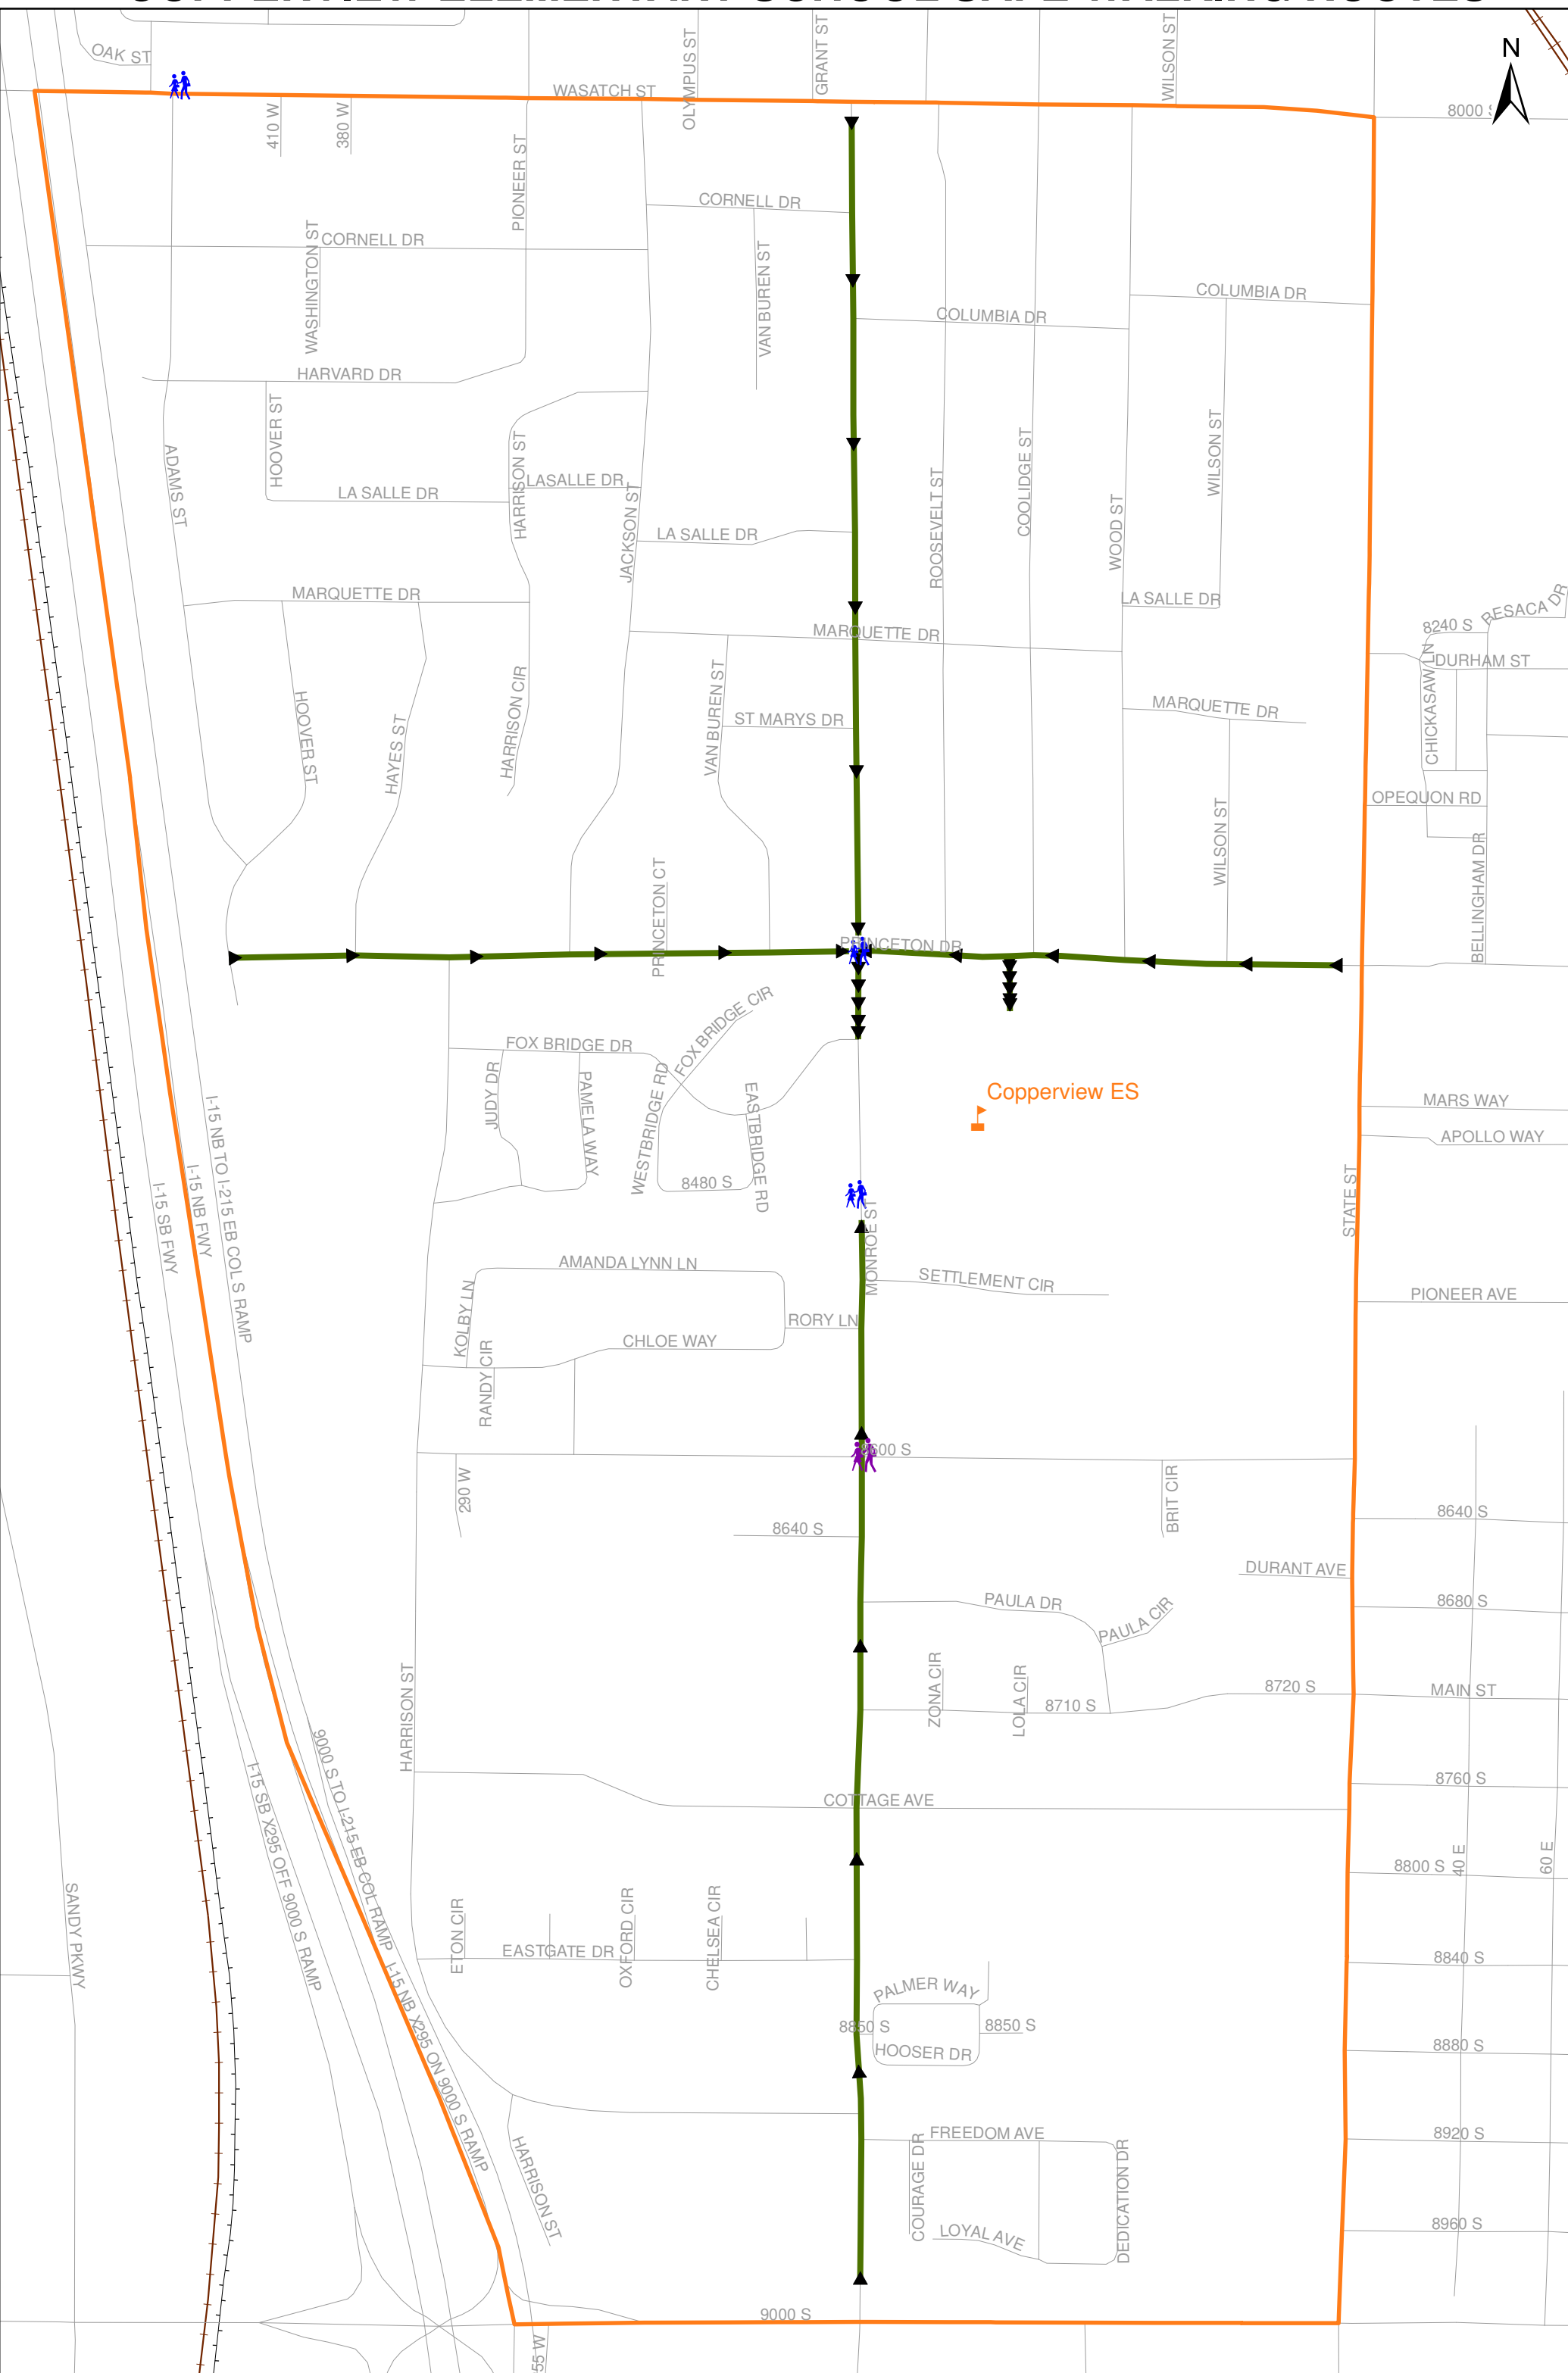 OAK ST
WASATCH ST
OLYMPUS ST
GRANT ST
WILSON ST
N
8000 S
410 W
380 W
PIONEER ST
CORNELL DR
CORNELL DR
WASHINGTON ST
VAN BUREN ST
COLUMBIA DR
COLUMBIA DR
HARVARD DR
HOOVER ST
ADAMS ST
HARRISON ST
LA SALLE DR
LASALLE DR
JACKSON ST
LA SALLE DR
ROOSEVELT ST
COOLIDGE ST
WOOD ST
WILSON ST
LA SALLE DR
MARQUETTE DR
MARQUETTE DR
RESACA DR
8240 S
DURHAM ST
CHICKASAW LN
HOOVER ST
HAYES ST
HARRISON CIR
VAN BUREN ST
ST MARYS DR
MARQUETTE DR
OPEQUON RD
WILSON ST
BELLINGHAM DR
PRINCETON CT
PRINCETON DR
FOX BRIDGE DR
FOX BRIDGE CIR
JUDY DR
PAMELA WAY
WESTBRIDGE RD
EASTBRIDGE RD
8480 S
Copperview ES
MARS WAY
APOLLO WAY
I-15 NB TO I-215 EB COL S RAMP
I-15 NB FWY
I-15 SB FWY
MONROE ST
STATE ST
AMANDA LYNN LN
SETTLEMENT CIR
PIONEER AVE
KOLBY LN
RORY LN
CHLOE WAY
RANDY CIR
8600 S
290 W
BRIT CIR
8640 S
8640 S
DURANT AVE
PAULA DR
PAULA CIR
8680 S
HARRISON ST
ZONA CIR
LOLA CIR
8710 S
8720 S
MAIN ST
9000 S TO I-215 EB COL RAMP
I-15 SB X295 OFF 9000 S RAMP
COTTAGE AVE
8760 S
8800 S
40 E
60 E
SANDY PKWY
ETON CIR
EASTGATE DR
OXFORD CIR
CHELSEA CIR
8840 S
I-15 NB X295 ON 9000 S RAMP
PALMER WAY
8850 S
8850 S
HOOSER DR
8880 S
HARRISON ST
FREEDOM AVE
COURAGE DR
DEDICATION DR
LOYAL AVE
8920 S
8960 S
9000 S
55 W